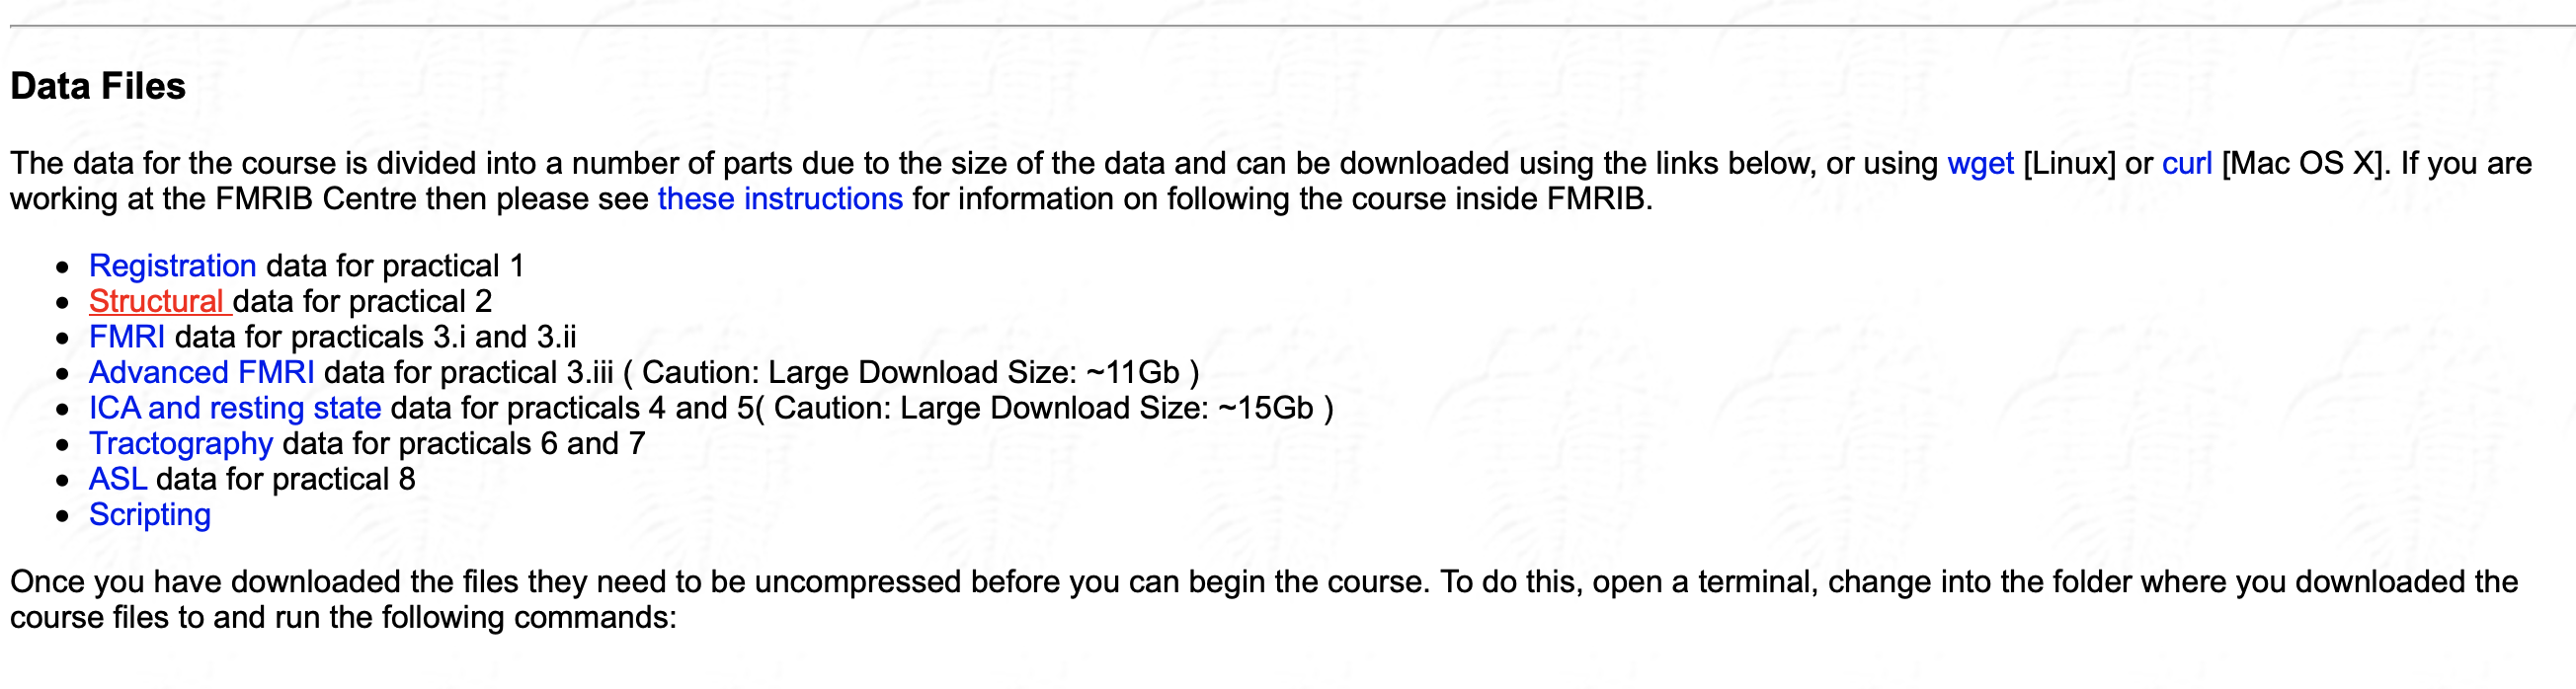 Data Files
The data for the course is divided into a number of parts due to the size of the data and can be downloaded using the links below, or using wget [Linux] or curl [Mac OS X]. If you are
working at the FMRIB Centre then please see these instructions for information on following the course inside FMRIB.
• Registration data for practical 1
• Structural data for practical 2
• FMRI data for practicals 3.i and 3.ii
• Advanced FMRI data for practical 3.iii ( Caution: Large Download Size: ~11Gb )
• ICA and resting state data for practicals 4 and 5( Caution: Large Download Size: ~15Gb )
• Tractography data for practicals 6 and 7
• ASL data for practical 8
• Scripting
Once you have downloaded the files they need to be uncompressed before you can begin the course. To do this, open a terminal, change into the folder where you downloaded the
course files to and run the following commands: